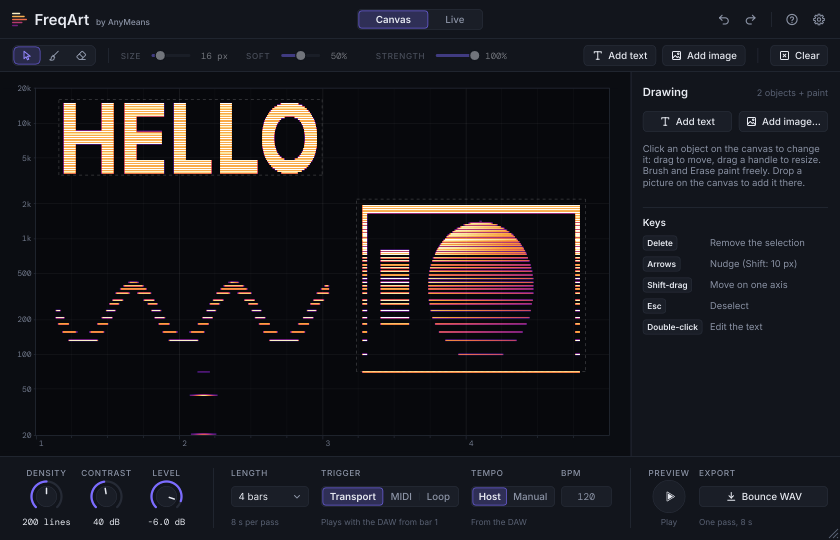 FreqArt by AnyMeans
Canvas Live
SIZE 16 px SOFT 50% STRENGTH 100%
Add text Add image Clear
20k
10k
5k
2k
1k
500
200
100
50
20
HELLO
1 2 3 4
Drawing 2 objects + paint
Add text Add image...
Click an object on the canvas to change
it: drag to move, drag a handle to resize.
Brush and Erase paint freely. Drop a
picture on the canvas to add it there.
Keys
Delete Remove the selection
Arrows Nudge (Shift: 10 px)
Shift-drag Move on one axis
Esc Deselect
Double-click Edit the text
DENSITY CONTRAST LEVEL
200 lines 40 dB -6.0 dB
LENGTH
4 bars
8 s per pass
TRIGGER
Transport MIDI Loop
Plays with the DAW from bar 1
TEMPO
Host Manual
From the DAW
BPM
120
PREVIEW
Play
EXPORT
Bounce WAV
One pass, 8 s